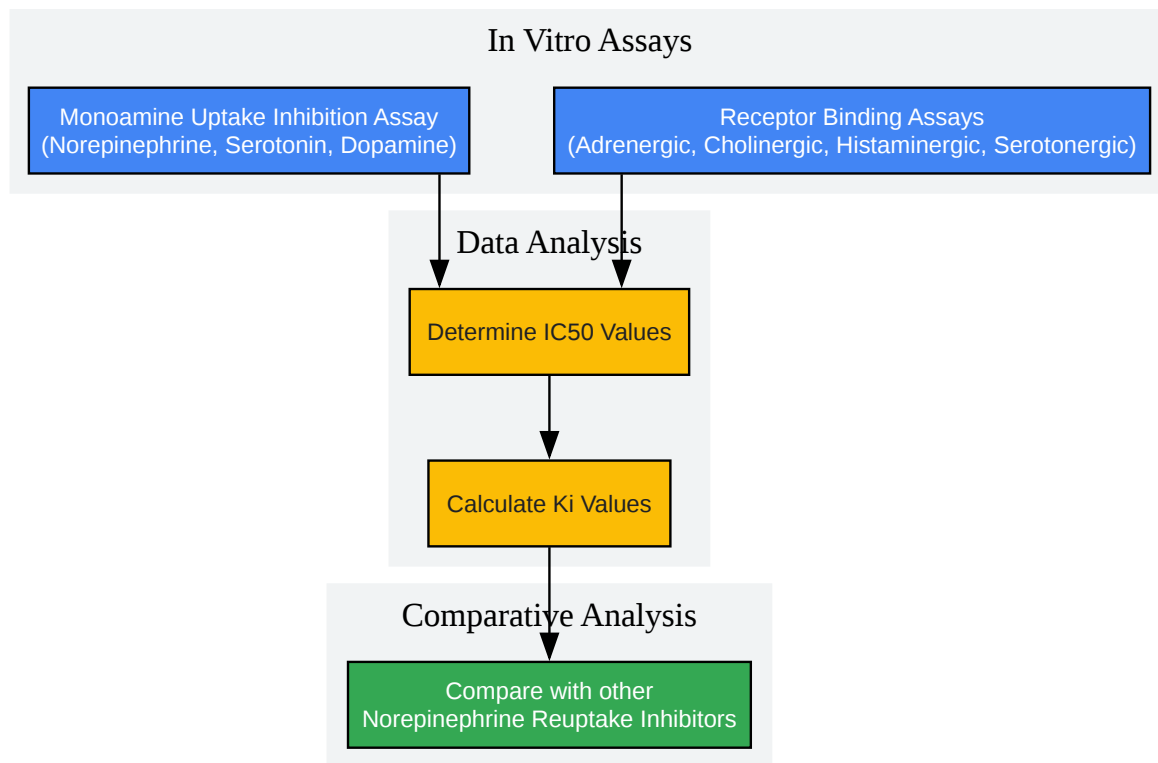 In Vitro Assays
Monoamine Uptake Inhibition Assay
(Norepinephrine, Serotonin, Dopamine)
Receptor Binding Assays
(Adrenergic, Cholinergic, Histaminergic, Serotonergic)
Data Analysis
Determine IC50 Values
Calculate Ki Values
Comparative Analysis
Compare with other
Norepinephrine Reuptake Inhibitors